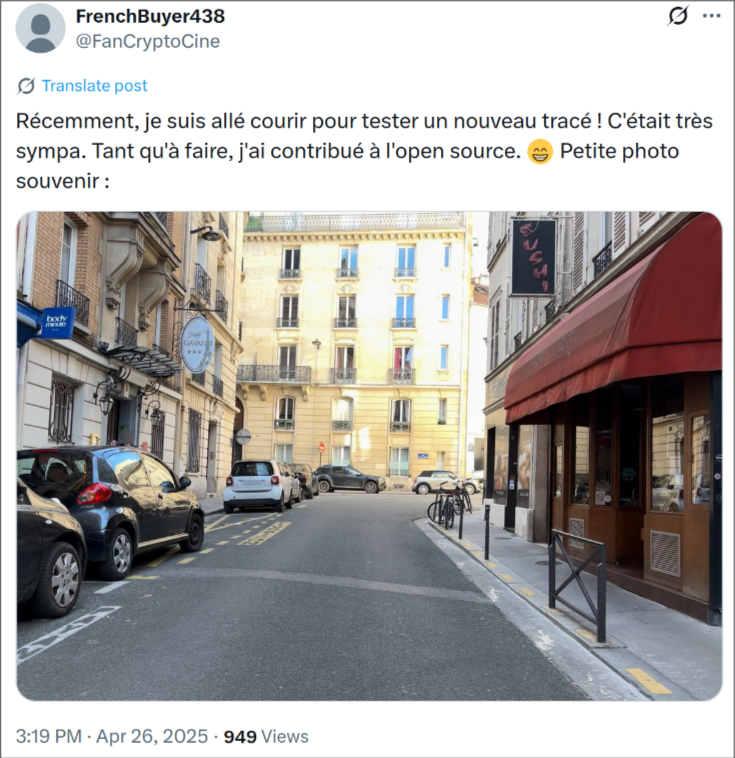 FrenchBuyer438
@FanCryptoCine
Translate post
Récemment, je suis allé courir pour tester un nouveau tracé ! C'était très
sympa. Tant qu'à faire, j'ai contribué à l'open source. 😁 Petite photo
souvenir :
body
minute
GAVARNI
SUSHI
3:19 PM · Apr 26, 2025 · 949 Views